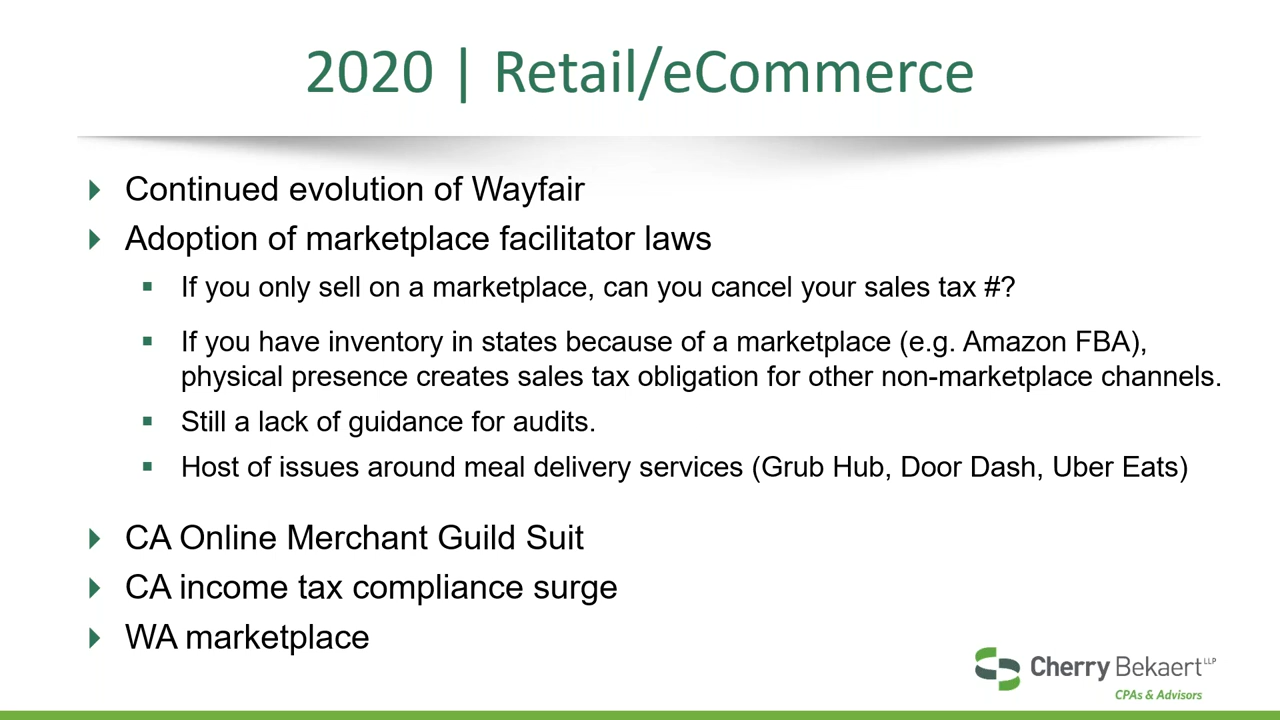 2020 | Retail/eCommerce
Continued evolution of Wayfair
Adoption of marketplace facilitator laws
If you only sell on a marketplace, can you cancel your sales tax #?
If you have inventory in states because of a marketplace (e.g. Amazon FBA),
physical presence creates sales tax obligation for other non-marketplace channels.
Still a lack of guidance for audits.
Host of issues around meal delivery services (Grub Hub, Door Dash, Uber Eats)
CA Online Merchant Guild Suit
CA income tax compliance surge
WA marketplace
Cherry Bekaert LLP
CPAs & Advisors